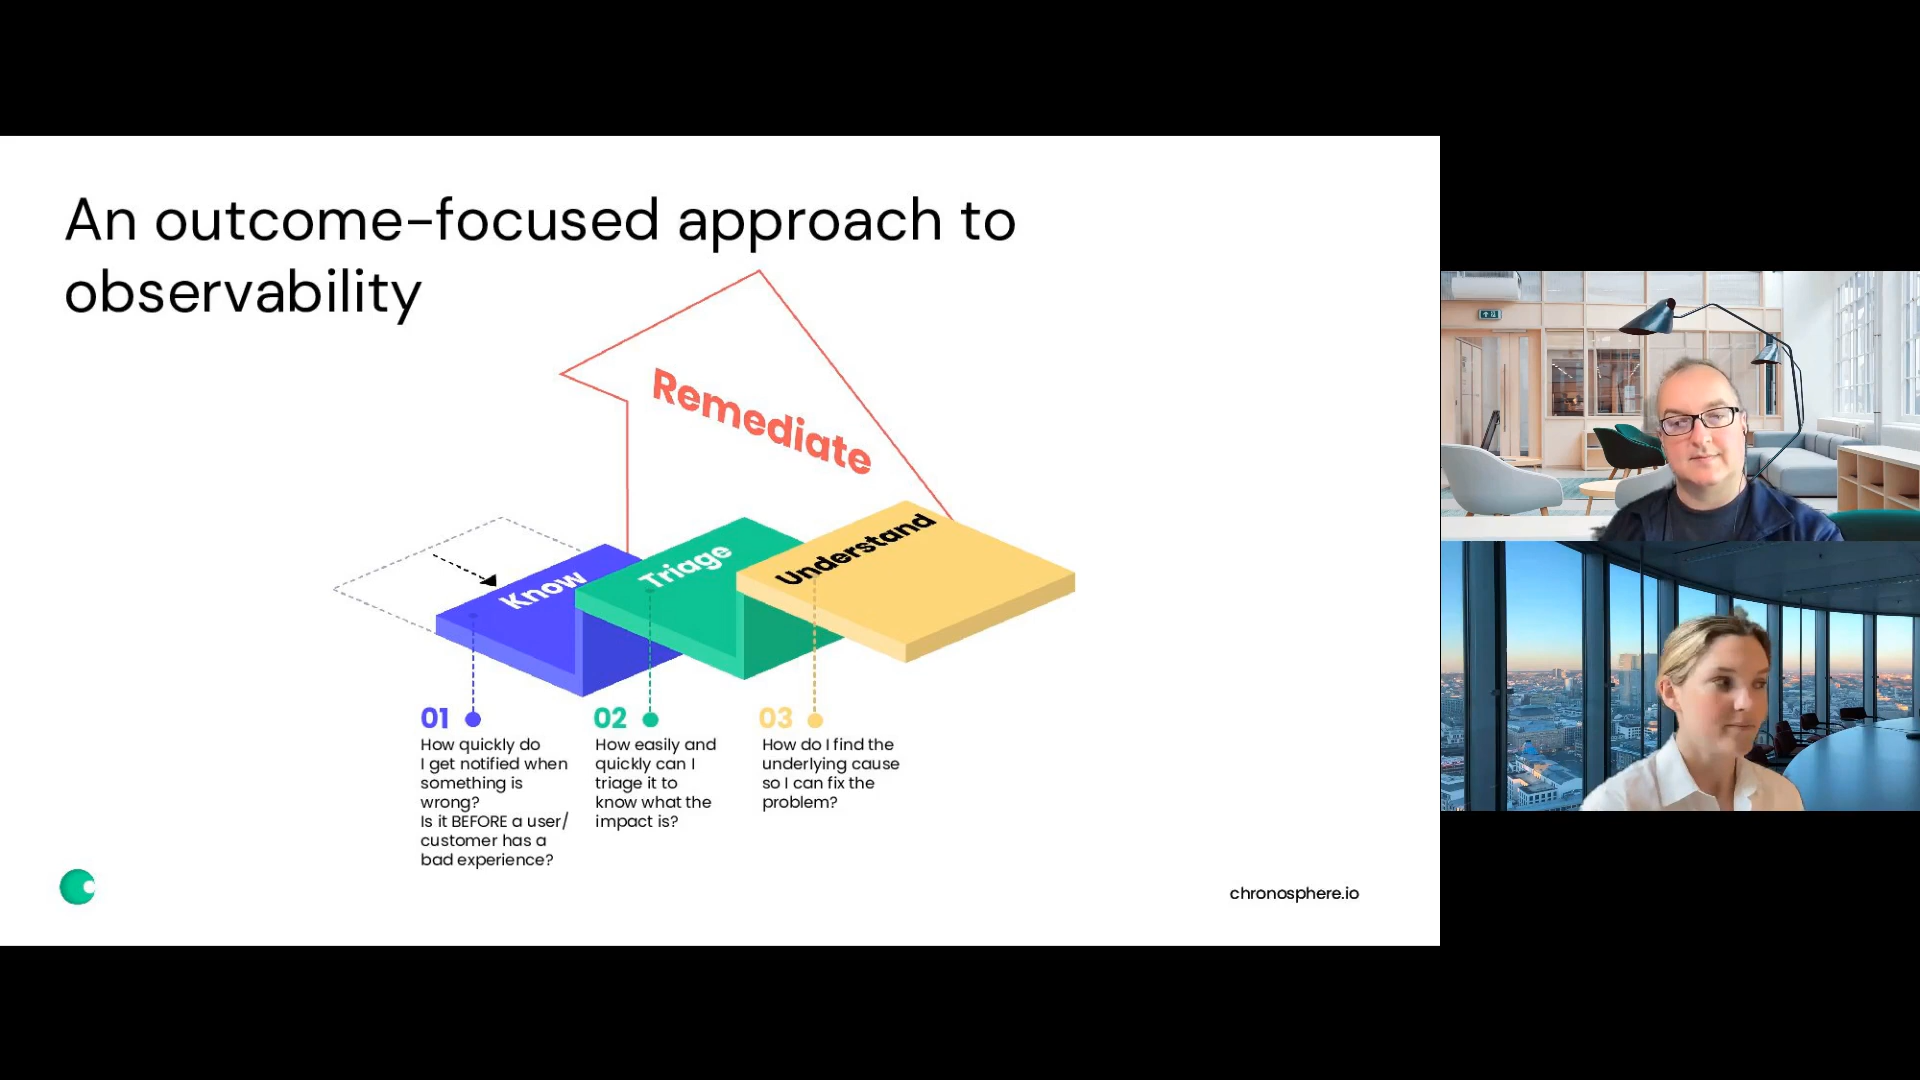 An outcome-focused approach to
observability
Remediate
Know
Triage
Understand
01
How quickly do
I get notified when
something is
wrong?
Is it BEFORE a user/
customer has a
bad experience?
02
How easily and
quickly can I
triage it to
know what the
impact is?
03
How do I find the
underlying cause
so I can fix the
problem?
chronosphere.io